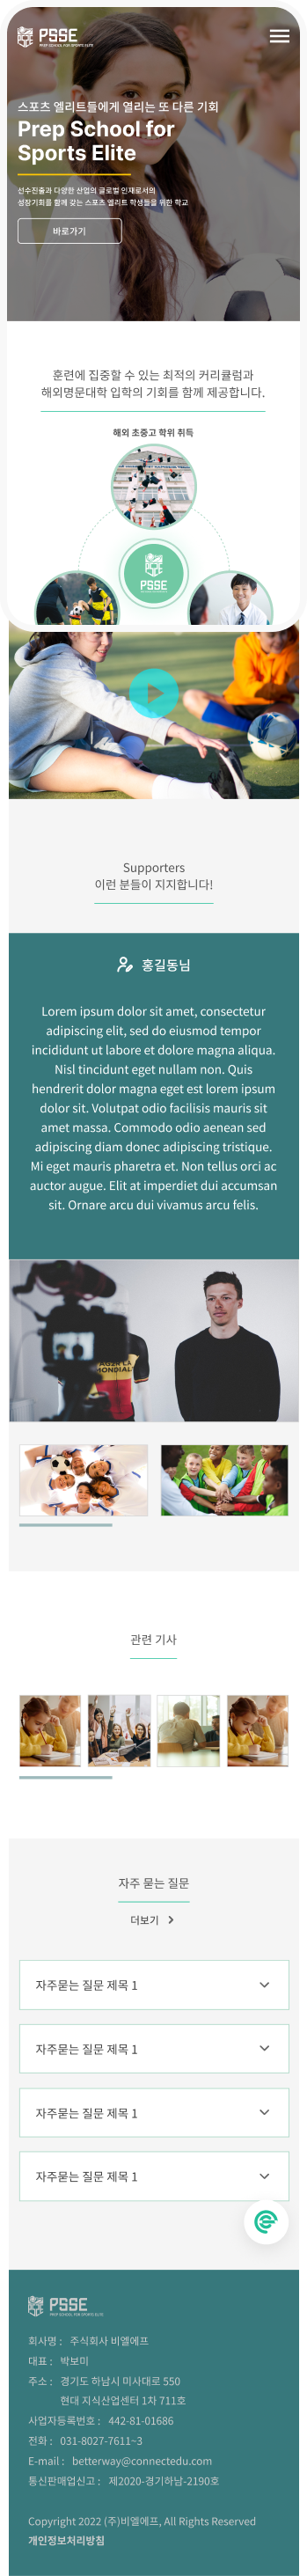 PSSE
PREP SCHOOL FOR SPORTS ELITE
스포츠 엘리트들에게 열리는 또 다른 기회
Prep School for
Sports Elite
선수진출과 다양한 산업의 글로벌 인재로서의
성장기회를 함께 갖는 스포츠 엘리트 학생들을 위한 학교
바로가기
훈련에 집중할 수 있는 최적의 커리큘럼과
해외명문대학 입학의 기회를 함께 제공합니다.
해외 초중고 학위 취득
PSSE
Supporters
이런 분들이 지지합니다!
홍길동님
Lorem ipsum dolor sit amet, consectetur
adipiscing elit, sed do eiusmod tempor
incididunt ut labore et dolore magna aliqua.
Nisl tincidunt eget nullam non. Quis
hendrerit dolor magna eget est lorem ipsum
dolor sit. Volutpat odio facilisis mauris sit
amet massa. Commodo odio aenean sed
adipiscing diam donec adipiscing tristique.
Mi eget mauris pharetra et. Non tellus orci ac
auctor augue. Elit at imperdiet dui accumsan
sit. Ornare arcu dui vivamus arcu felis.
관련 기사
자주 묻는 질문
더보기
자주묻는 질문 제목 1
자주묻는 질문 제목 1
자주묻는 질문 제목 1
자주묻는 질문 제목 1
PSSE
PREP SCHOOL FOR SPORTS ELITE
회사명 : 주식회사 비엘에프
대표 : 박보미
주소 : 경기도 하남시 미사대로 550
현대 지식산업센터 1차 711호
사업자등록번호 : 442-81-01686
전화 : 031-8027-7611~3
E-mail : betterway@connectedu.com
통신판매업신고 : 제2020-경기하남-2190호
Copyright 2022 (주)비엘에프, All Rights Reserved
개인정보처리방침